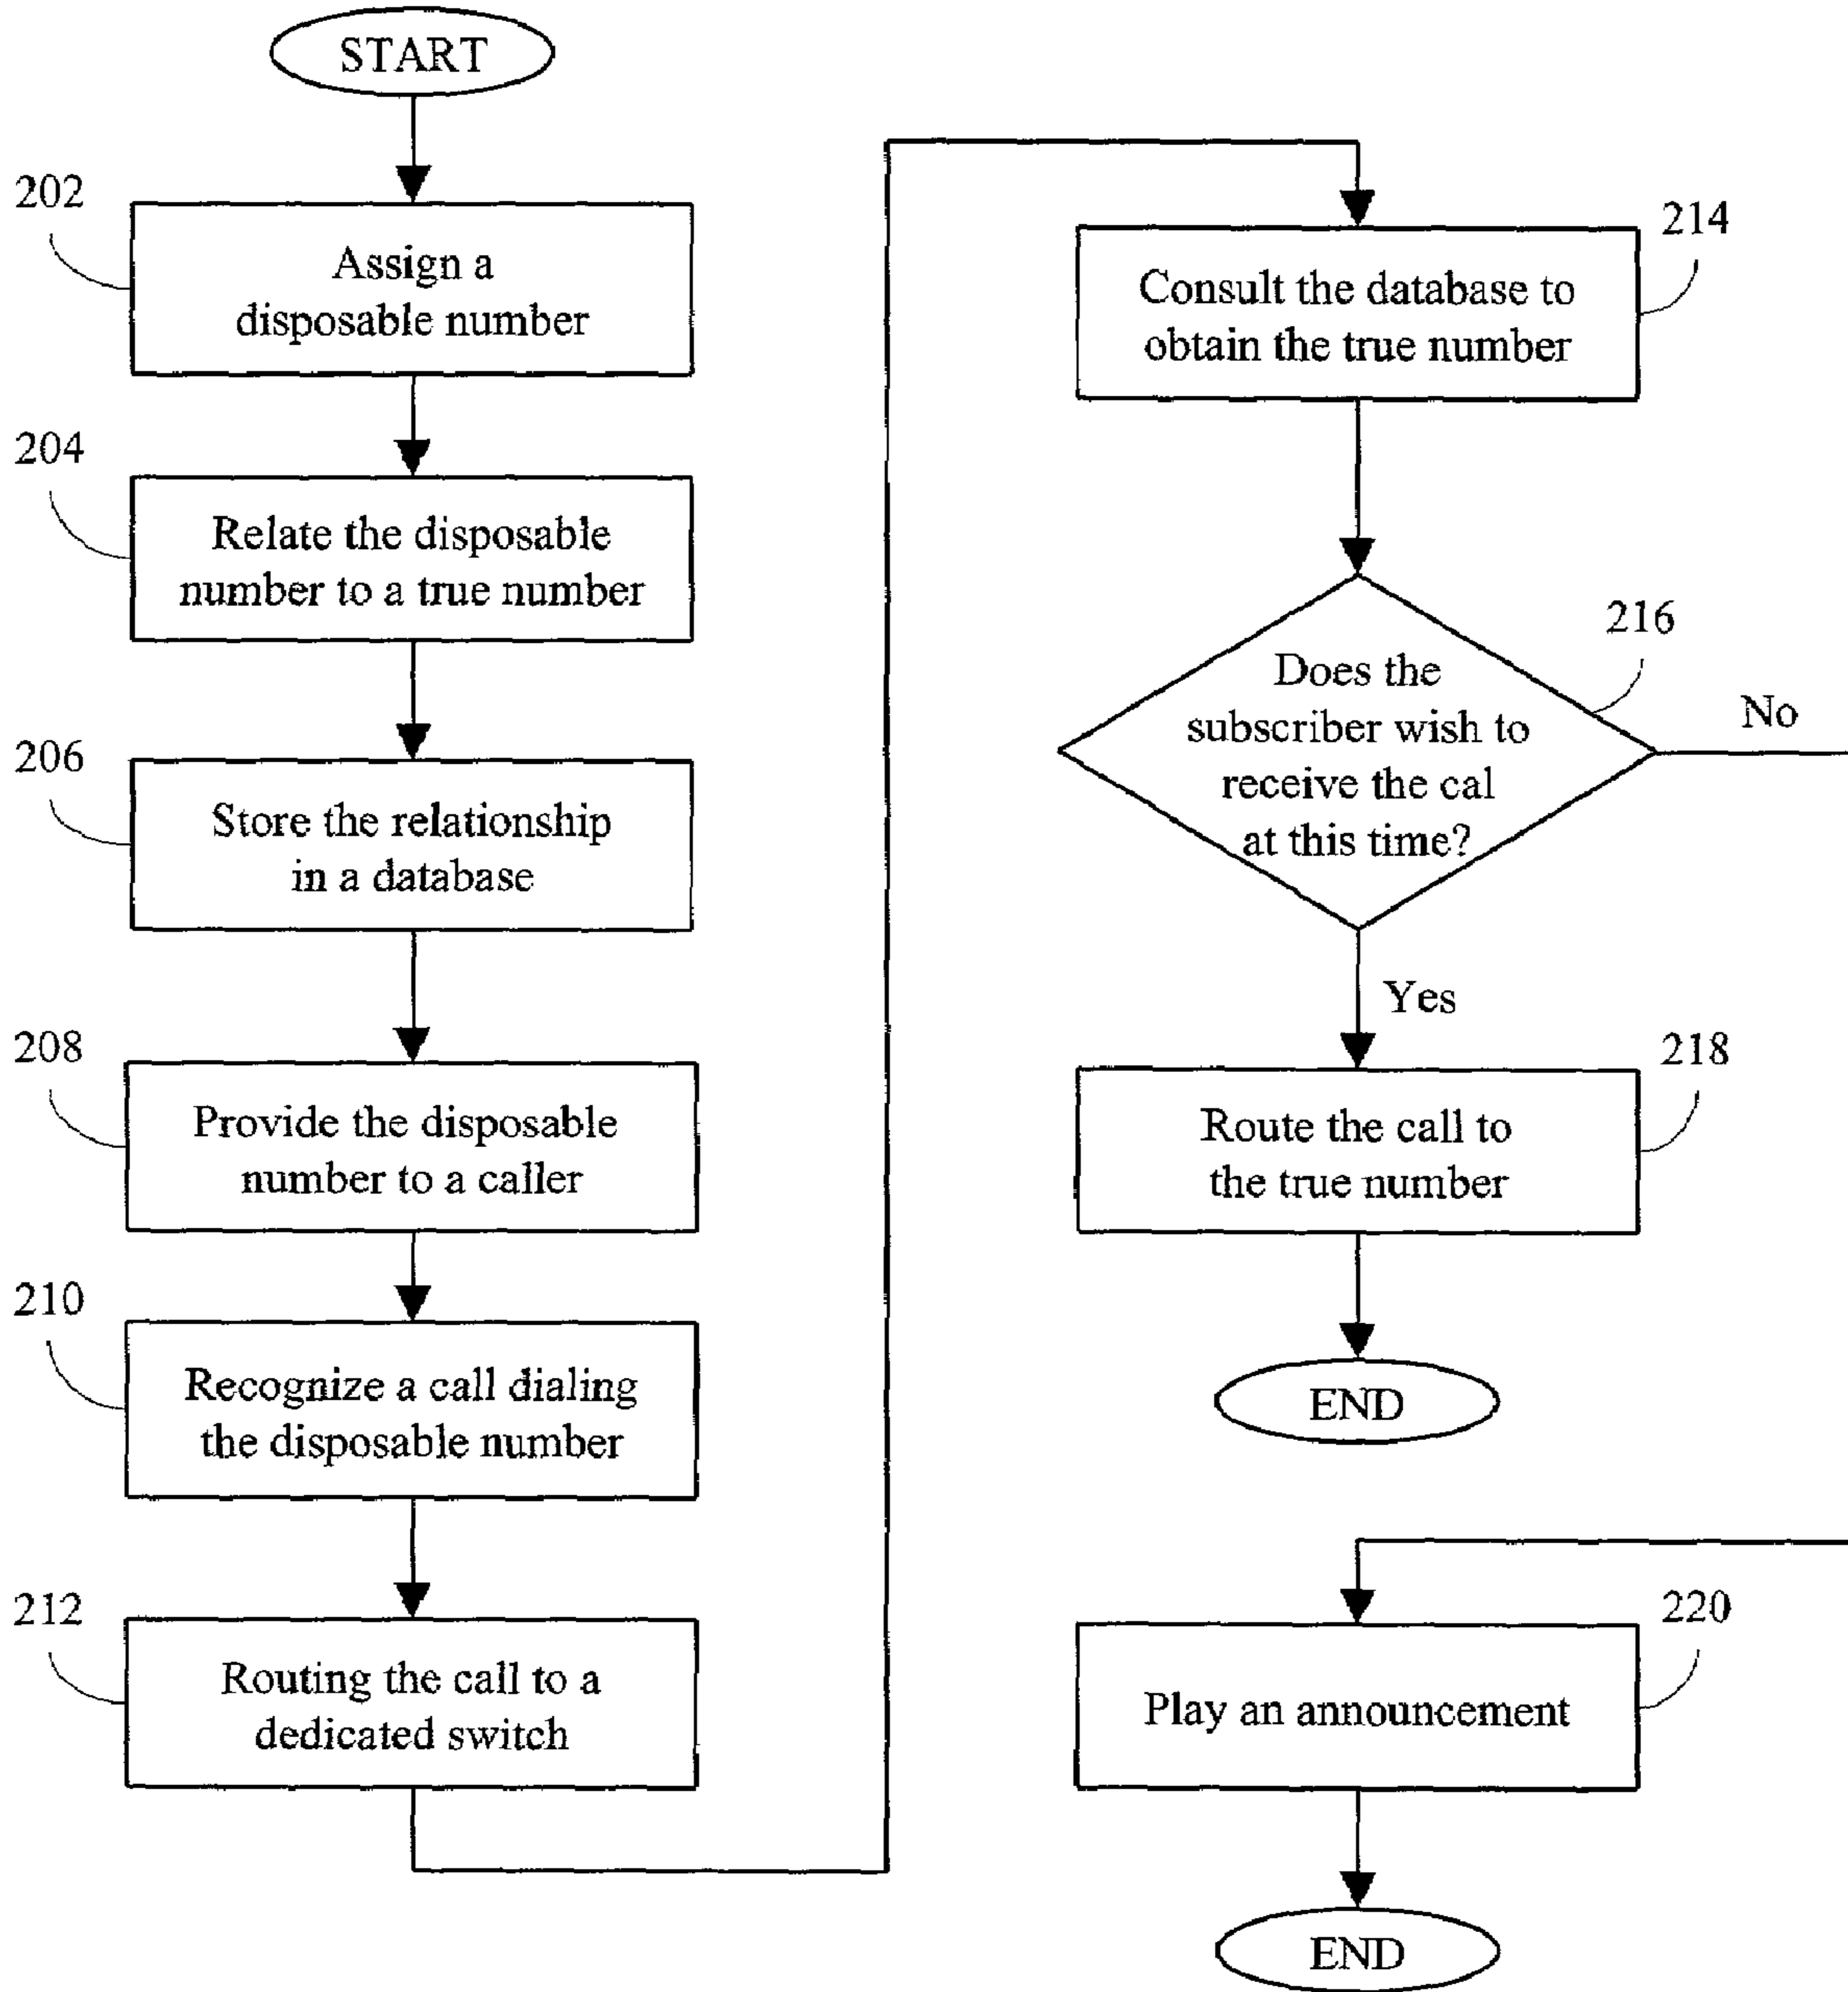 START
202
Assign a
disposable number
204
Relate the disposable
number to a true number
206
Store the relationship
in a database
208
Provide the disposable
number to a caller
210
Recognize a call dialing
the disposable number
212
Routing the call to a
dedicated switch
214
Consult the database to
obtain the true number
216
Does the
subscriber wish to
receive the cal
at this time?
No
Yes
218
Route the call to
the true number
END
220
Play an announcement
END